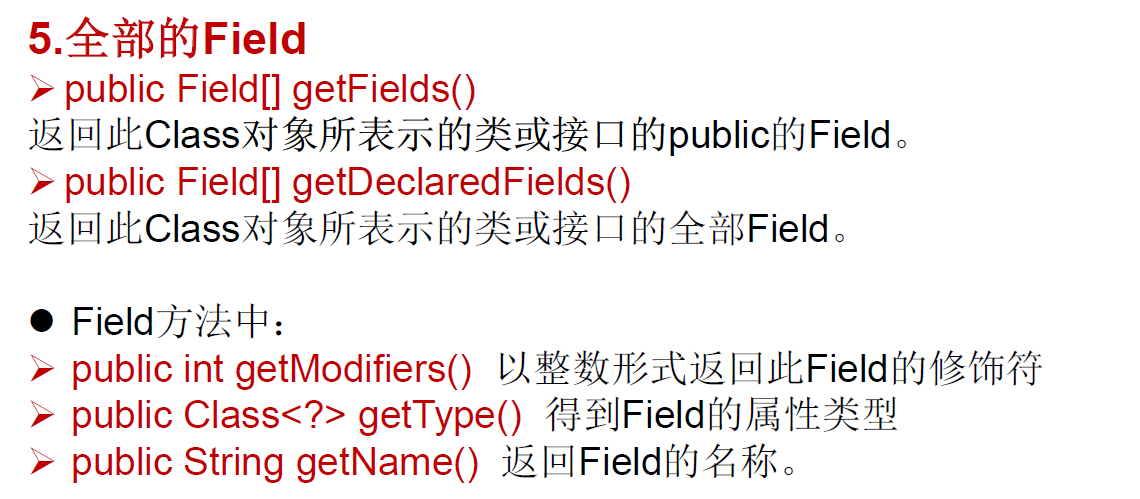 5.全部的Field
➢ public Field[] getFields()
返回此Class对象所表示的类或接口的public的Field。
➢ public Field[] getDeclaredFields()
返回此Class对象所表示的类或接口的全部Field。
● Field方法中：
➢ public int getModifiers() 以整数形式返回此Field的修饰符
➢ public Class<?> getType() 得到Field的属性类型
➢ public String getName() 返回Field的名称。